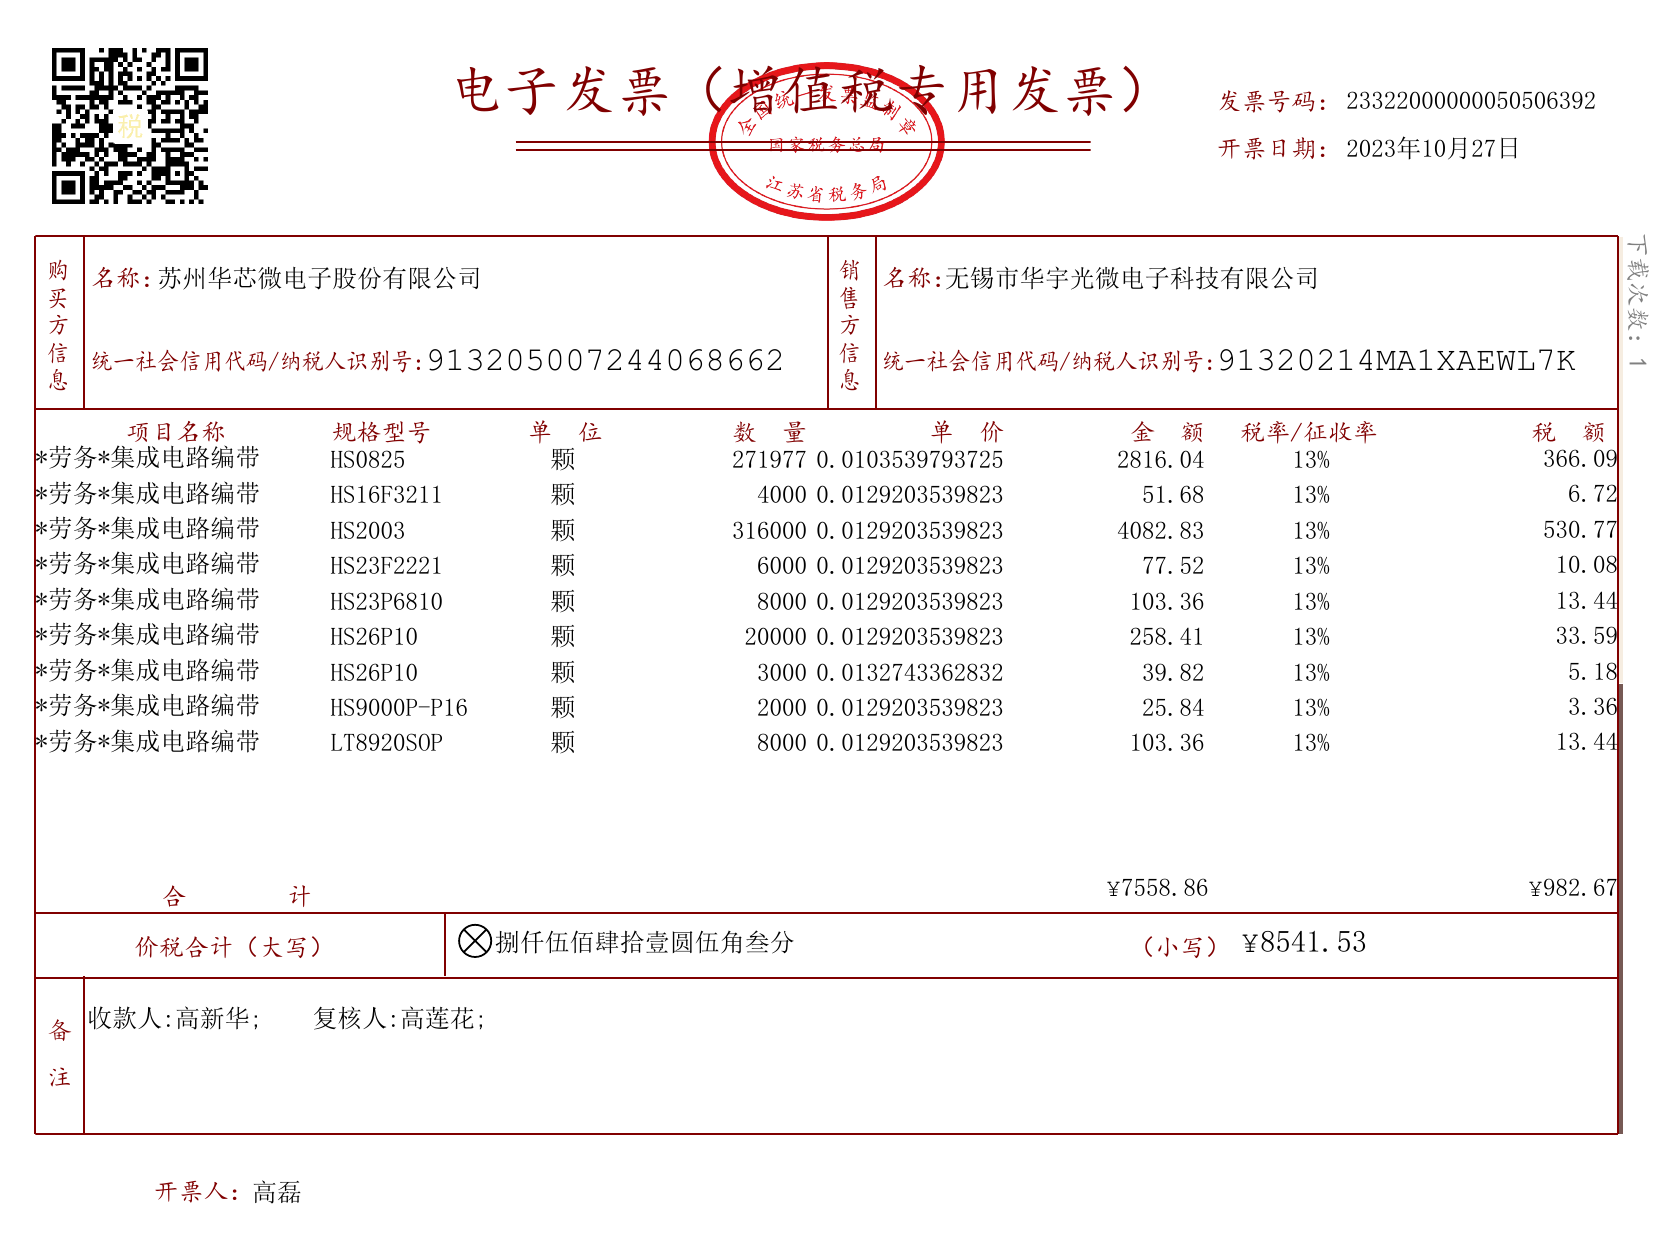 税
电子发票（增值税专用发票）
全国统一发票监制章
国家税务总局
江苏省税务局
发票号码：23322000000050506392
开票日期：2023年10月27日
下载次数：1
购买方信息
名称：苏州华芯微电子股份有限公司
统一社会信用代码/纳税人识别号：913205007244068662
销售方信息
名称：无锡市华宇光微电子科技有限公司
统一社会信用代码/纳税人识别号：91320214MA1XAEWL7K
项目名称 规格型号 单 位 数 量 单 价 金 额 税率/征收率 税 额
*劳务*集成电路编带 HS0825 颗 271977 0.0103539793725 2816.04 13% 366.09
*劳务*集成电路编带 HS16F3211 颗 4000 0.0129203539823 51.68 13% 6.72
*劳务*集成电路编带 HS2003 颗 316000 0.0129203539823 4082.83 13% 530.77
*劳务*集成电路编带 HS23F2221 颗 6000 0.0129203539823 77.52 13% 10.08
*劳务*集成电路编带 HS23P6810 颗 8000 0.0129203539823 103.36 13% 13.44
*劳务*集成电路编带 HS26P10 颗 20000 0.0129203539823 258.41 13% 33.59
*劳务*集成电路编带 HS26P10 颗 3000 0.0132743362832 39.82 13% 5.18
*劳务*集成电路编带 HS9000P-P16 颗 2000 0.0129203539823 25.84 13% 3.36
*劳务*集成电路编带 LT8920SOP 颗 8000 0.0129203539823 103.36 13% 13.44
合 计 ¥7558.86 ¥982.67
价税合计（大写） 捌仟伍佰肆拾壹圆伍角叁分 （小写） ¥8541.53
备注
收款人:高新华; 复核人:高莲花;
开票人：高磊